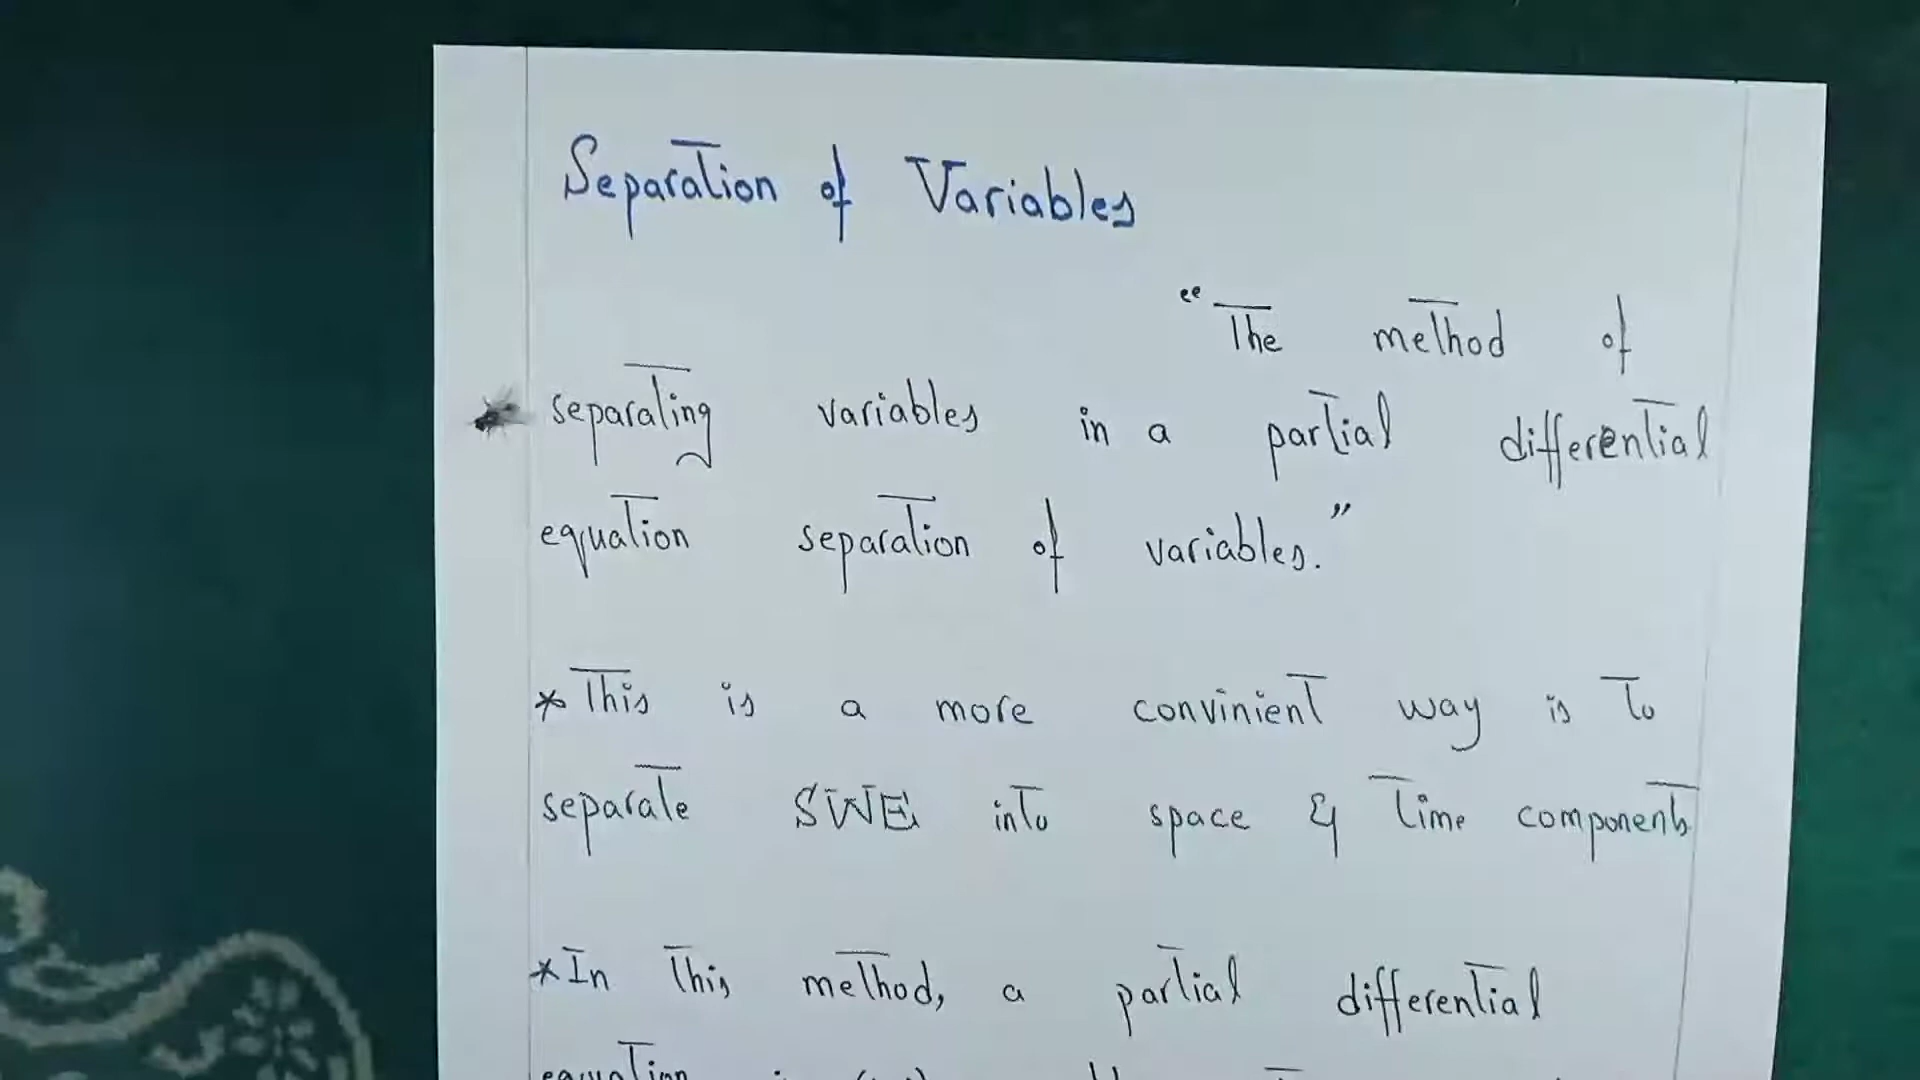 Separation of Variables
“The method of
separating variables in a partial differential
equation separation of variables.”
*This is a more convinient way is to
separate SWE into space & time components
*In this method, a partial differential
equation